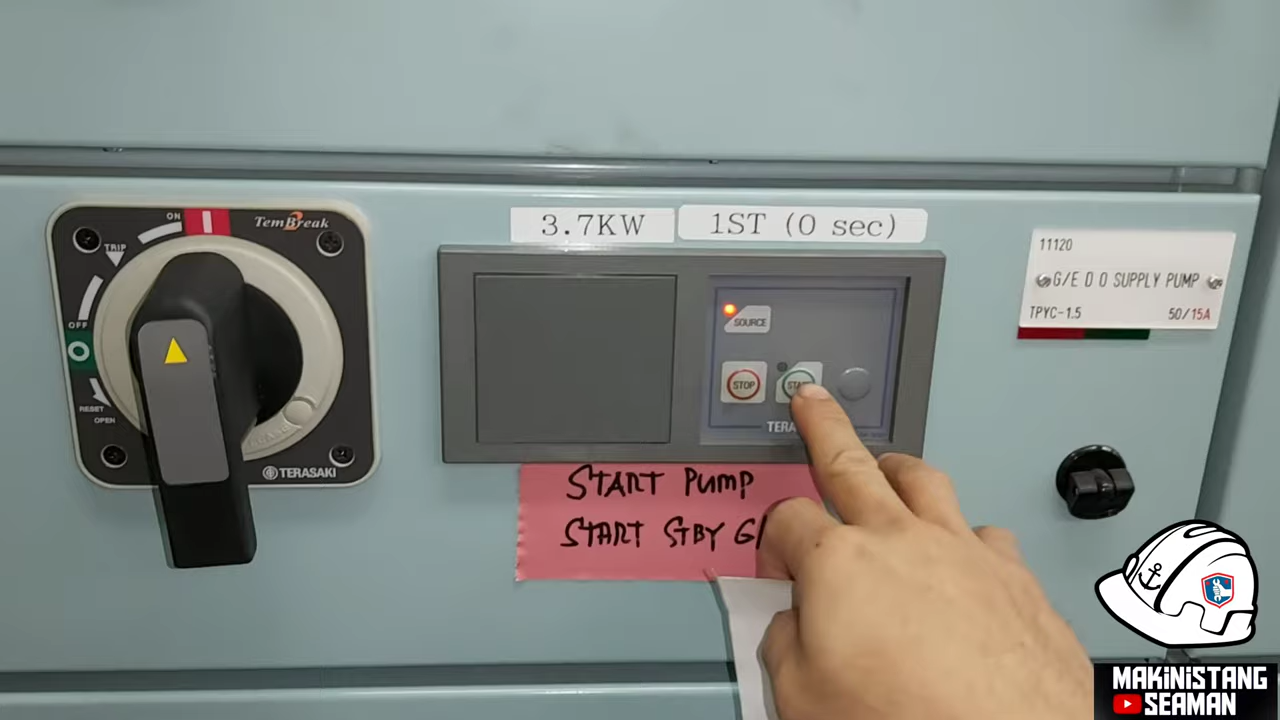 ON
TRIP
OFF
RESET
OPEN
TemBreak 2
TERASAKI
3.7KW
1ST (0 sec)
SOURCE
STOP
START PUMP
START STBY
11120
G/E D O SUPPLY PUMP
TPYC-1.5 50/15A
MAKINISTANG
SEAMAN